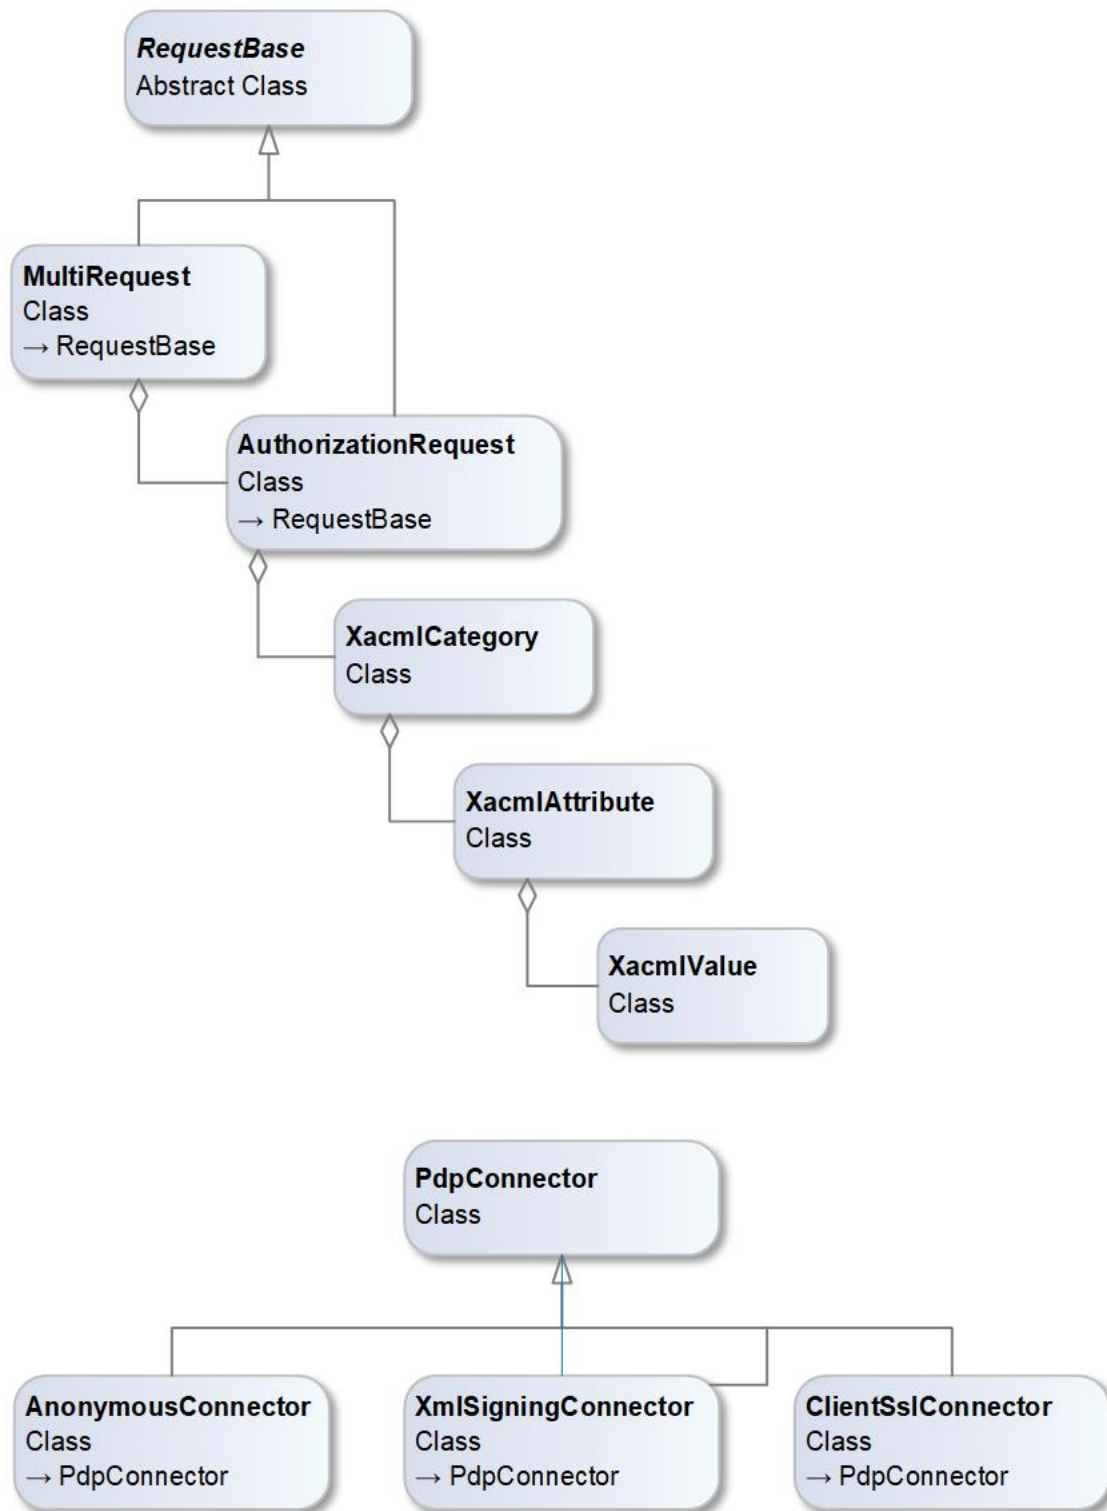 RequestBase
Abstract Class
MultiRequest
Class
→ RequestBase
AuthorizationRequest
Class
→ RequestBase
XacmlCategory
Class
XacmlAttribute
Class
XacmlValue
Class
PdpConnector
Class
AnonymousConnector
Class
→ PdpConnector
XmlSigningConnector
Class
→ PdpConnector
ClientSslConnector
Class
→ PdpConnector